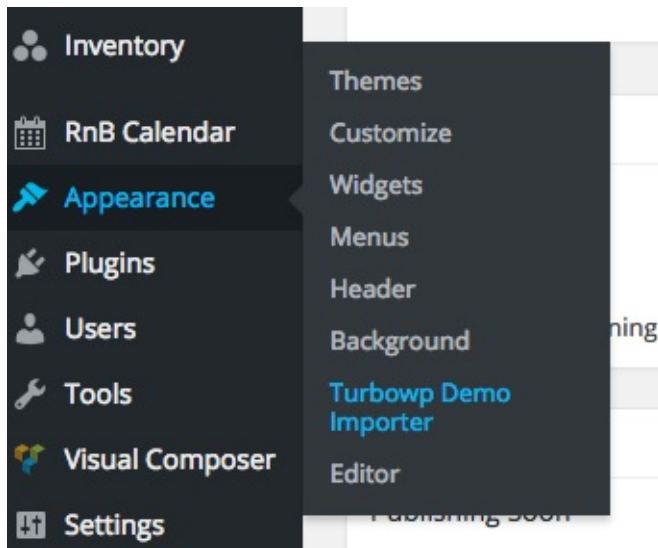 Inventory
RnB Calendar
Appearance
Plugins
Users
Tools
Visual Composer
Settings
Themes
Customize
Widgets
Menus
Header
Background
Turbowp Demo
Importer
Editor